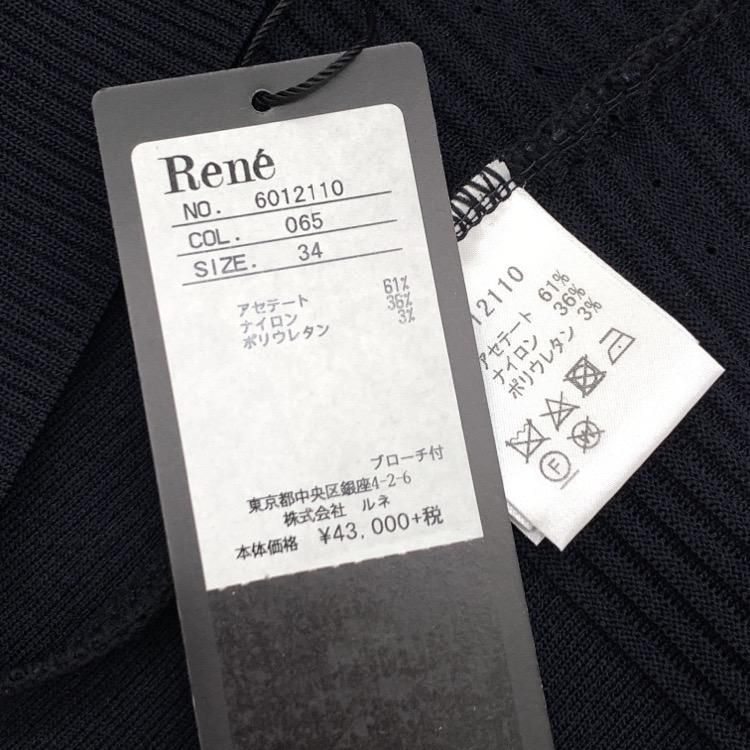 René
NO. 6012110
COL. 065
SIZE. 34
アセテート 61%
ナイロン 36%
ポリウレタン 3%
ブローチ付
東京都中央区銀座4-2-6
株式会社 ルネ
本体価格 ¥43,000+税
12110
アセテート 61%
ナイロン 36%
ポリウレタン 3%
F
W